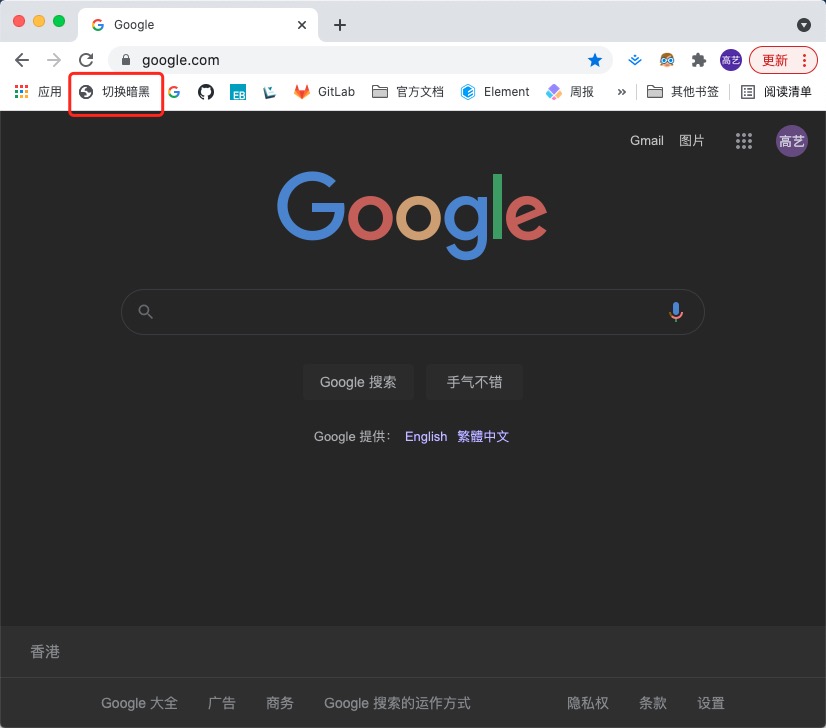 Google
google.com
高艺
更新
应用
切换暗黑
EB
GitLab
官方文档
Element
周报
»
其他书签
阅读清单
Gmail
图片
高艺
Google
Google 搜索
手气不错
Google 提供：
English
繁體中文
香港
Google 大全
广告
商务
Google 搜索的运作方式
隐私权
条款
设置